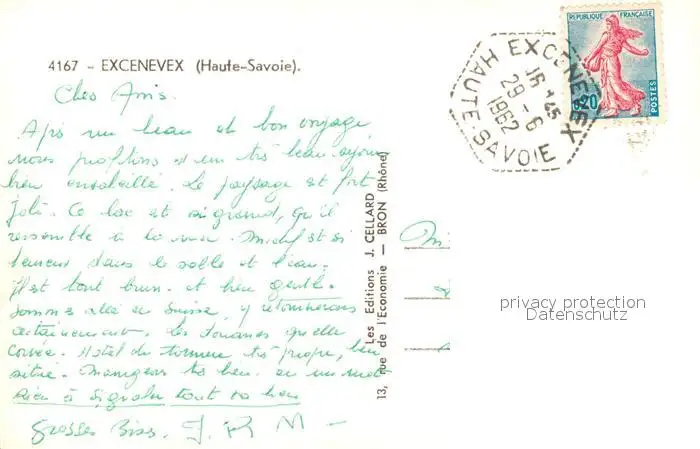 4167 - EXCENEVEX (Haute-Savoie).
Chers Amis.
Après un beau et bon voyage
nous profitons d'un très beau séjour
bien ensoleillé. Le paysage est fort
joli. Ce lac est si grand, qu'il
ressemble à la mer. Michel est si
heureux dans le sable et l'eau.
Il est tout brun. et bien gentil.
Sommes allés en Suisse, y retournerons
certainement. Les douanes quelle
corvée. Hotel du tonnerre très propre, bien
situé. Mangeons très bien. en un mot
Rien à signaler tout va bien
Grosses Bises. J. R M -
Les Editions J. CELLARD
13, rue de l'Economie — BRON (Rhône)
EXCENEVEX
HAUTE-SAVOIE
29-6
1962
REPUBLIQUE FRANÇAISE
0,20
POSTES
privacy protection
Datenschutz